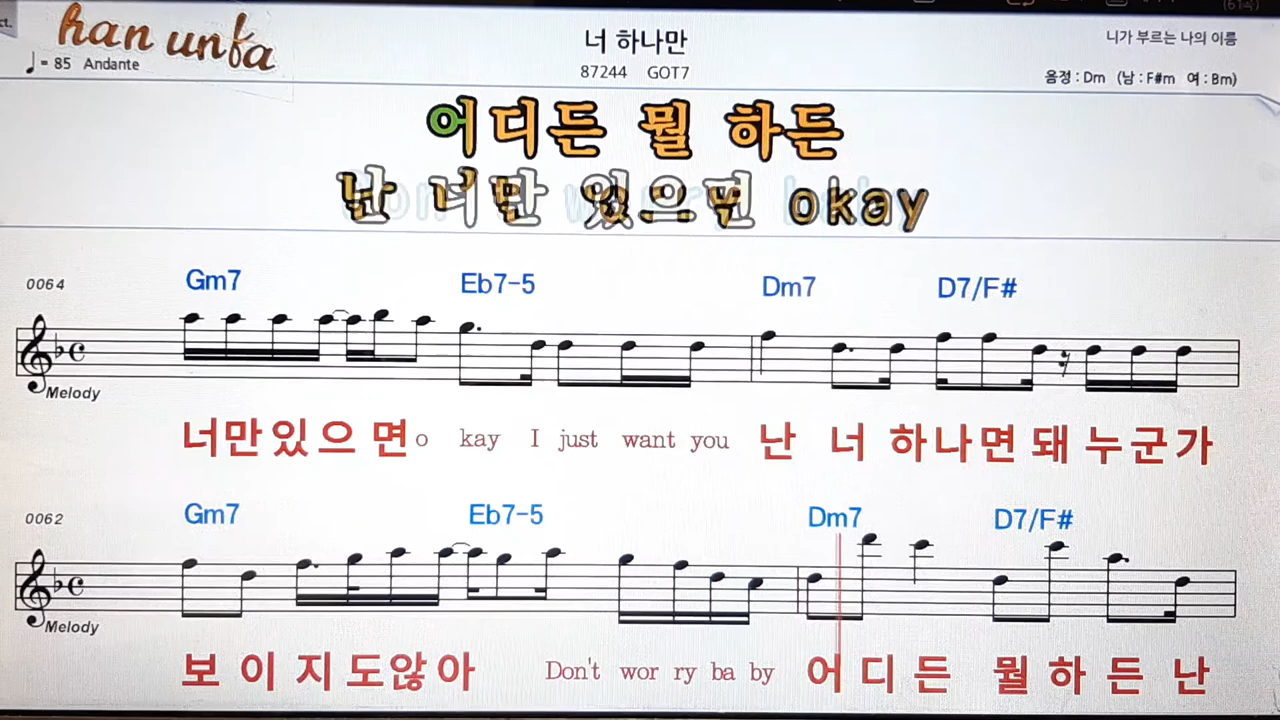 han unfa
♩= 85 Andante
너 하나만
87244 GOT7
니가 부르는 나의 이름
음정 : Dm (남 : F#m 여 : Bm)
어디든 뭘 하든
난 너만 있으면 okay
0064
Gm7 Eb7-5 Dm7 D7/F#
Melody
너만있으 면 o kay I just want you 난 너 하나면돼 누군가
0062
Gm7 Eb7-5 Dm7 D7/F#
Melody
보 이 지 도않 아 Don't wor ry ba by 어 디 든 뭘 하 든 난